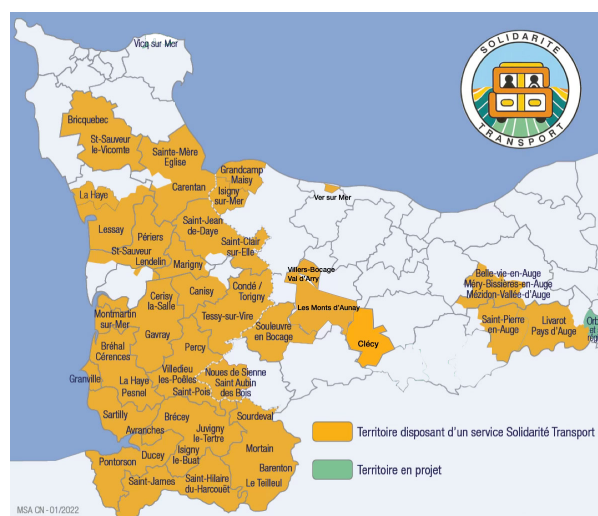 Vicq sur Mer
SOLIDARITE
TRANSPORT
Bricquebec
St-Sauveur
le-Vicomte
Sainte-Mère
Eglise
Grandcamp
Maisy
Carentan
Isigny
sur-Mer
La Haye
Ver sur Mer
Saint-Jean
de-Daye
Lessay
Périers
Saint-Clair
sur-Elle
St-Sauveur
Lendelin
Marigny
Villers-Bocage
Val d'Arry
Belle-vie-en-Auge
Méry-Bissières-en-Auge
Mézidon-Vallée-d'Auge
Canisy
Condé /
Torigny
Cerisy
la-Salle
Les Monts d'Aunay
Montmartin
sur-Mer
Tessy-sur-Vire
Saint-Pierre
en-Auge
Livarot
Pays d'Auge
Orb
et
rég
Souleuvre
en Bocage
Gavray
Clécy
Bréhal
Cérences
Percy
Villedieu
les-Poêles
Noues de Sienne
Saint Aubin
des Bois
Granville
La Haye
Pesnel
Saint-Pois
Sartilly
Brécey
Sourdeval
Avranches
Juvigny
le-Tertre
Territoire disposant d'un service Solidarité Transport
Isigny
le-Buat
Mortain
Pontorson
Ducey
Barenton
Territoire en projet
Saint-James
Saint-Hilaire
du-Harcouët
Le Teilleul
MSA CN - 01/2022